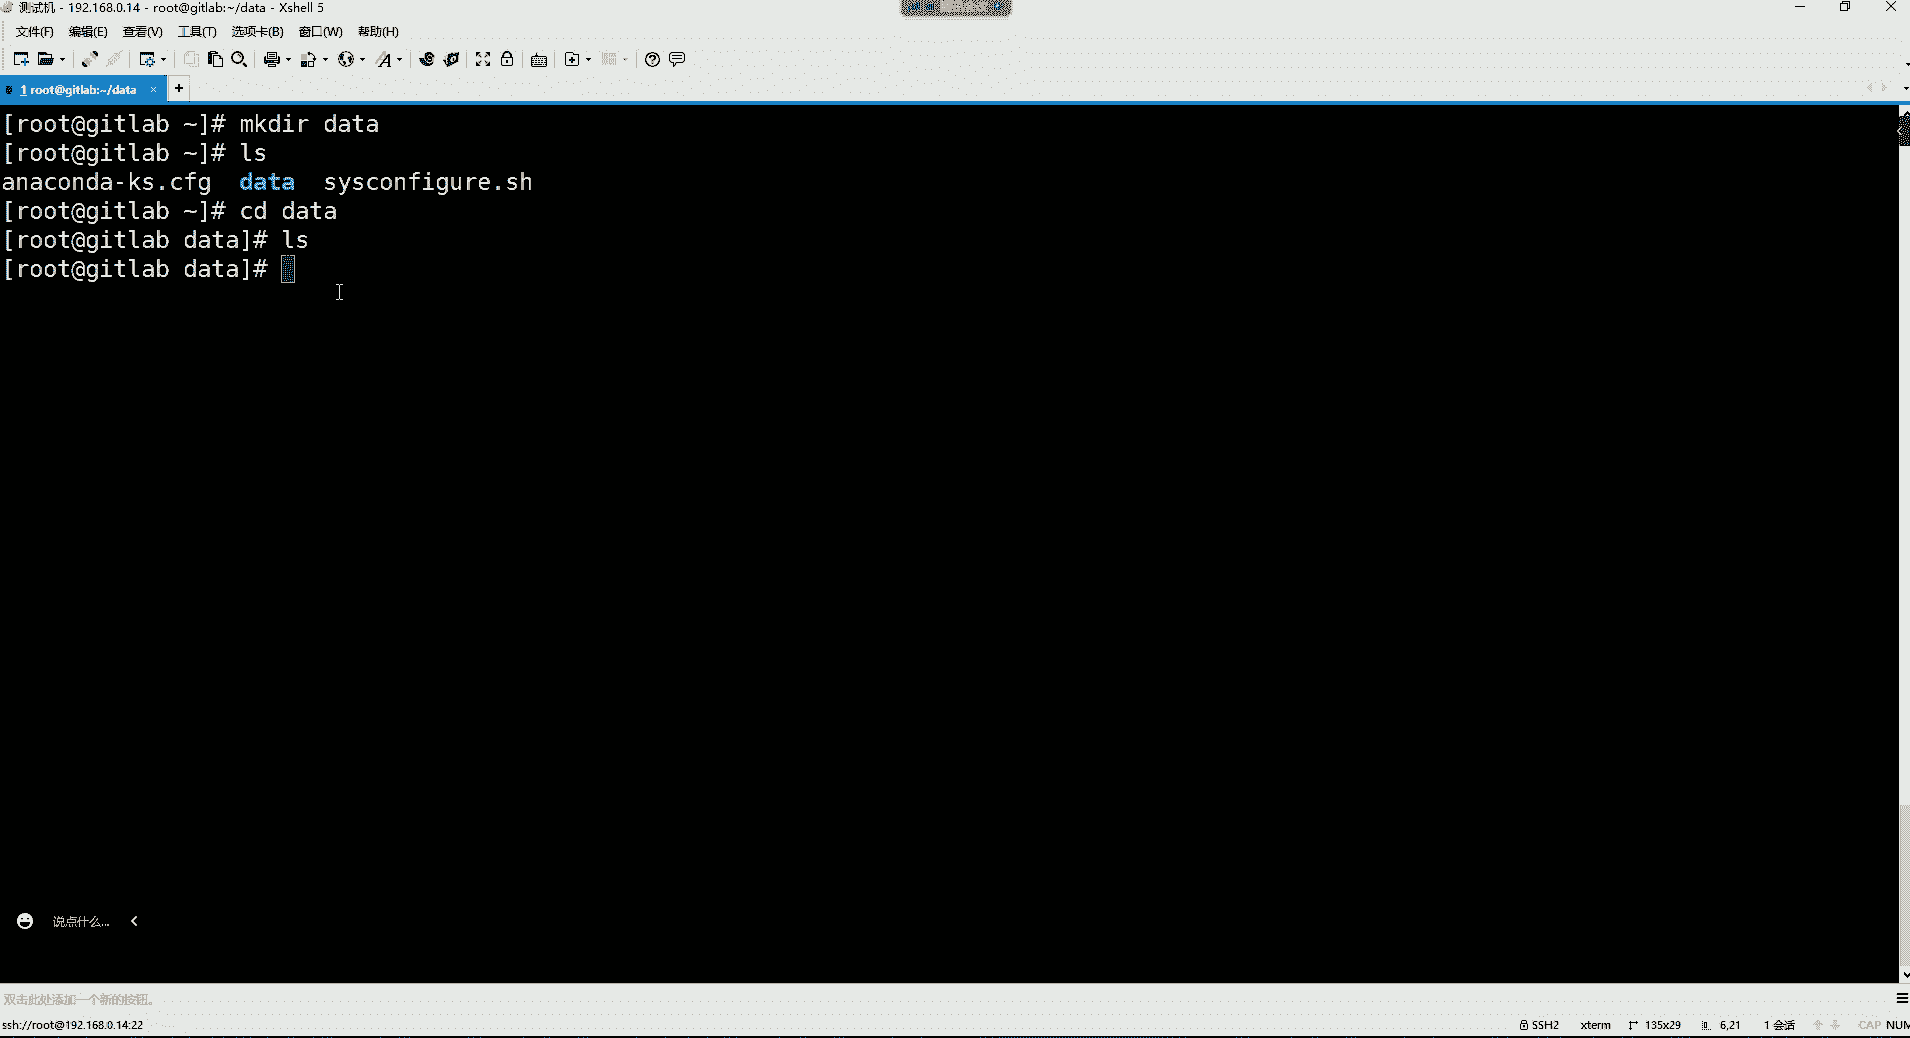 测试机 - 192.168.0.14 - root@gitlab:~/data - Xshell 5
文件(F) 编辑(E) 查看(V) 工具(T) 选项卡(B) 窗口(W) 帮助(H)
1 root@gitlab:~/data × +
[root@gitlab ~]# mkdir data
[root@gitlab ~]# ls
anaconda-ks.cfg data sysconfigure.sh
[root@gitlab ~]# cd data
[root@gitlab data]# ls
[root@gitlab data]#
说点什么...
双击此处添加一个新的按钮。
ssh://root@192.168.0.14:22 SSH2 xterm 135x29 6,21 1 会话 CAP NUM